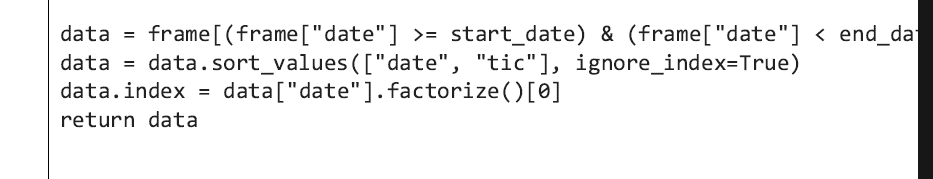 data = frame[(frame["date"] >= start_date) & (frame["date"] < end_da
data = data.sort_values(["date", "tic"], ignore_index=True)
data.index = data["date"].factorize()[0]
return data